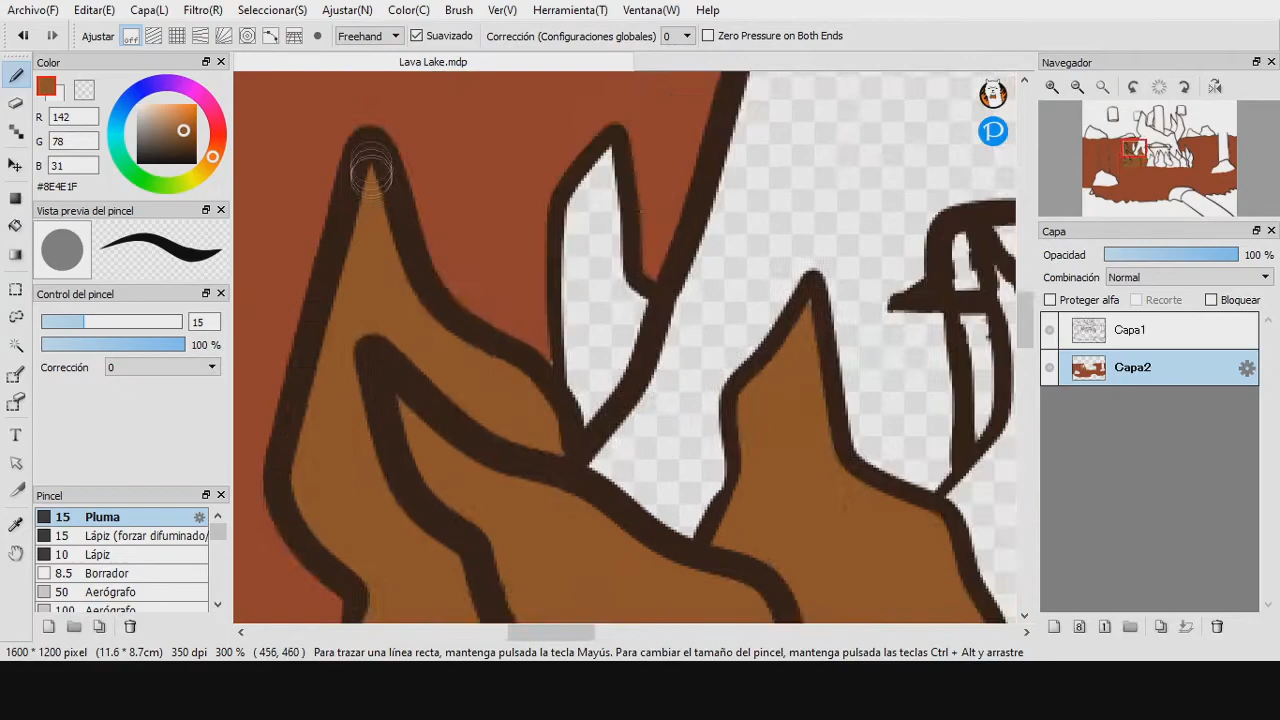 Archivo(F) Editar(E) Capa(L) Filtro(R) Seleccionar(S) Ajustar(N) Color(C) Brush Ver(V) Herramienta(T) Ventana(W) Help
Ajustar off Freehand Suavizado Corrección (Configuraciones globales) 0 Zero Pressure on Both Ends
Color
Lava Lake.mdp
Navegador
R 142
G 78
B 31
#8E4E1F
P
Vista previa del pincel
Capa
Opacidad 100 %
Combinación Normal
Proteger alfa Recorte Bloquear
Control del pincel
15
100 %
Corrección 0
Capa1
Capa2
T
Pincel
15 Pluma
15 Lápiz (forzar difuminado/
10 Lápiz
8.5 Borrador
50 Aerógrafo
100 Aerógrafo
8 1
1600 * 1200 pixel (11.6 * 8.7cm) 350 dpi 300 % ( 456, 460) Para trazar una línea recta, mantenga pulsada la tecla Mayús. Para cambiar el tamaño del pincel, mantenga pulsadas las teclas Ctrl + Alt y arrastre